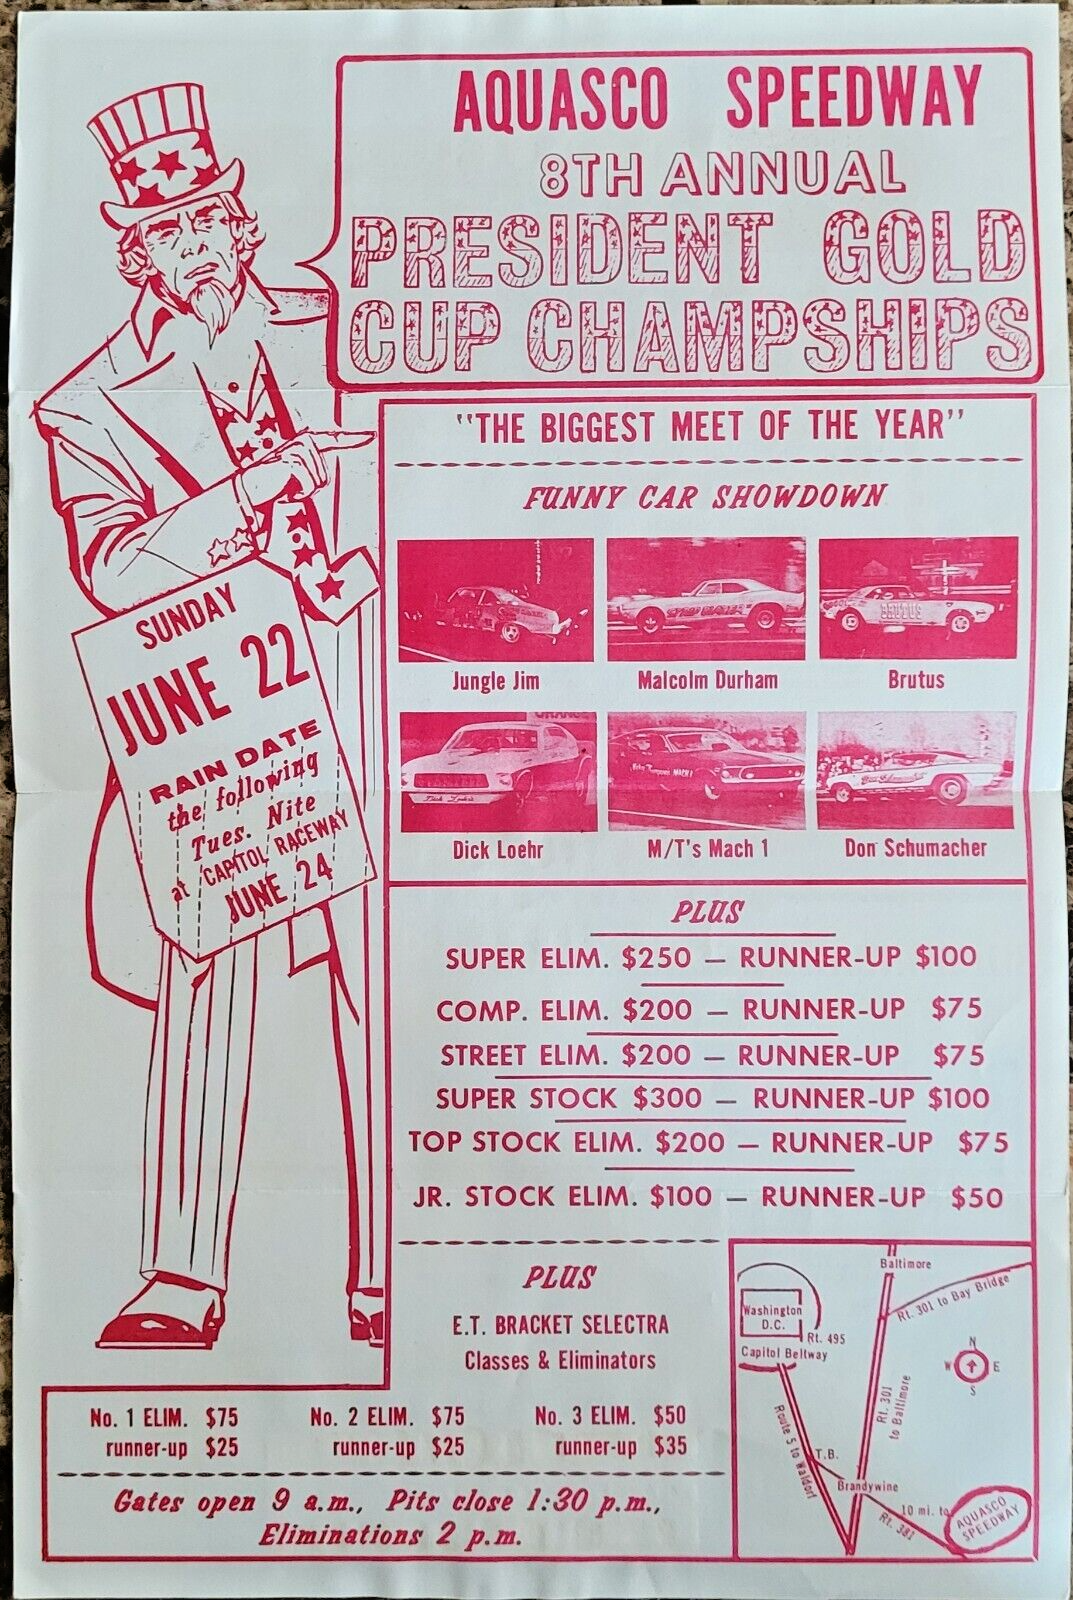 AQUASCO SPEEDWAY
8TH ANNUAL
PRESIDENT GOLD
CUP CHAMPSHIPS
"THE BIGGEST MEET OF THE YEAR"
FUNNY CAR SHOWDOWN
BRUTUS
Jungle Jim
Malcolm Durham
Brutus
MACH I
Dick Loehr
Dick Loehr
M/T's Mach 1
Don Schumacher
SUNDAY
JUNE 22
RAIN DATE
the following
Tues. Nite
at CAPITOL RACEWAY
JUNE 24
PLUS
SUPER ELIM. $250 — RUNNER-UP $100
COMP. ELIM. $200 — RUNNER-UP $75
STREET ELIM. $200 — RUNNER-UP $75
SUPER STOCK $300 — RUNNER-UP $100
TOP STOCK ELIM. $200 — RUNNER-UP $75
JR. STOCK ELIM. $100 — RUNNER-UP $50
PLUS
E.T. BRACKET SELECTRA
Classes & Eliminators
No. 1 ELIM. $75
runner-up $25
No. 2 ELIM. $75
runner-up $25
No. 3 ELIM. $50
runner-up $35
Gates open 9 a.m., Pits close 1:30 p.m.,
Eliminations 2 p.m.
Baltimore
Rt. 301 to Bay Bridge
Washington
D.C.
Rt. 495
Capitol Beltway
N
W E
S
Rt. 301
to Baltimore
Route 5 to Waldorf
T.B.
Brandywine
10 mi. to
Rt. 381
AQUASCO
SPEEDWAY